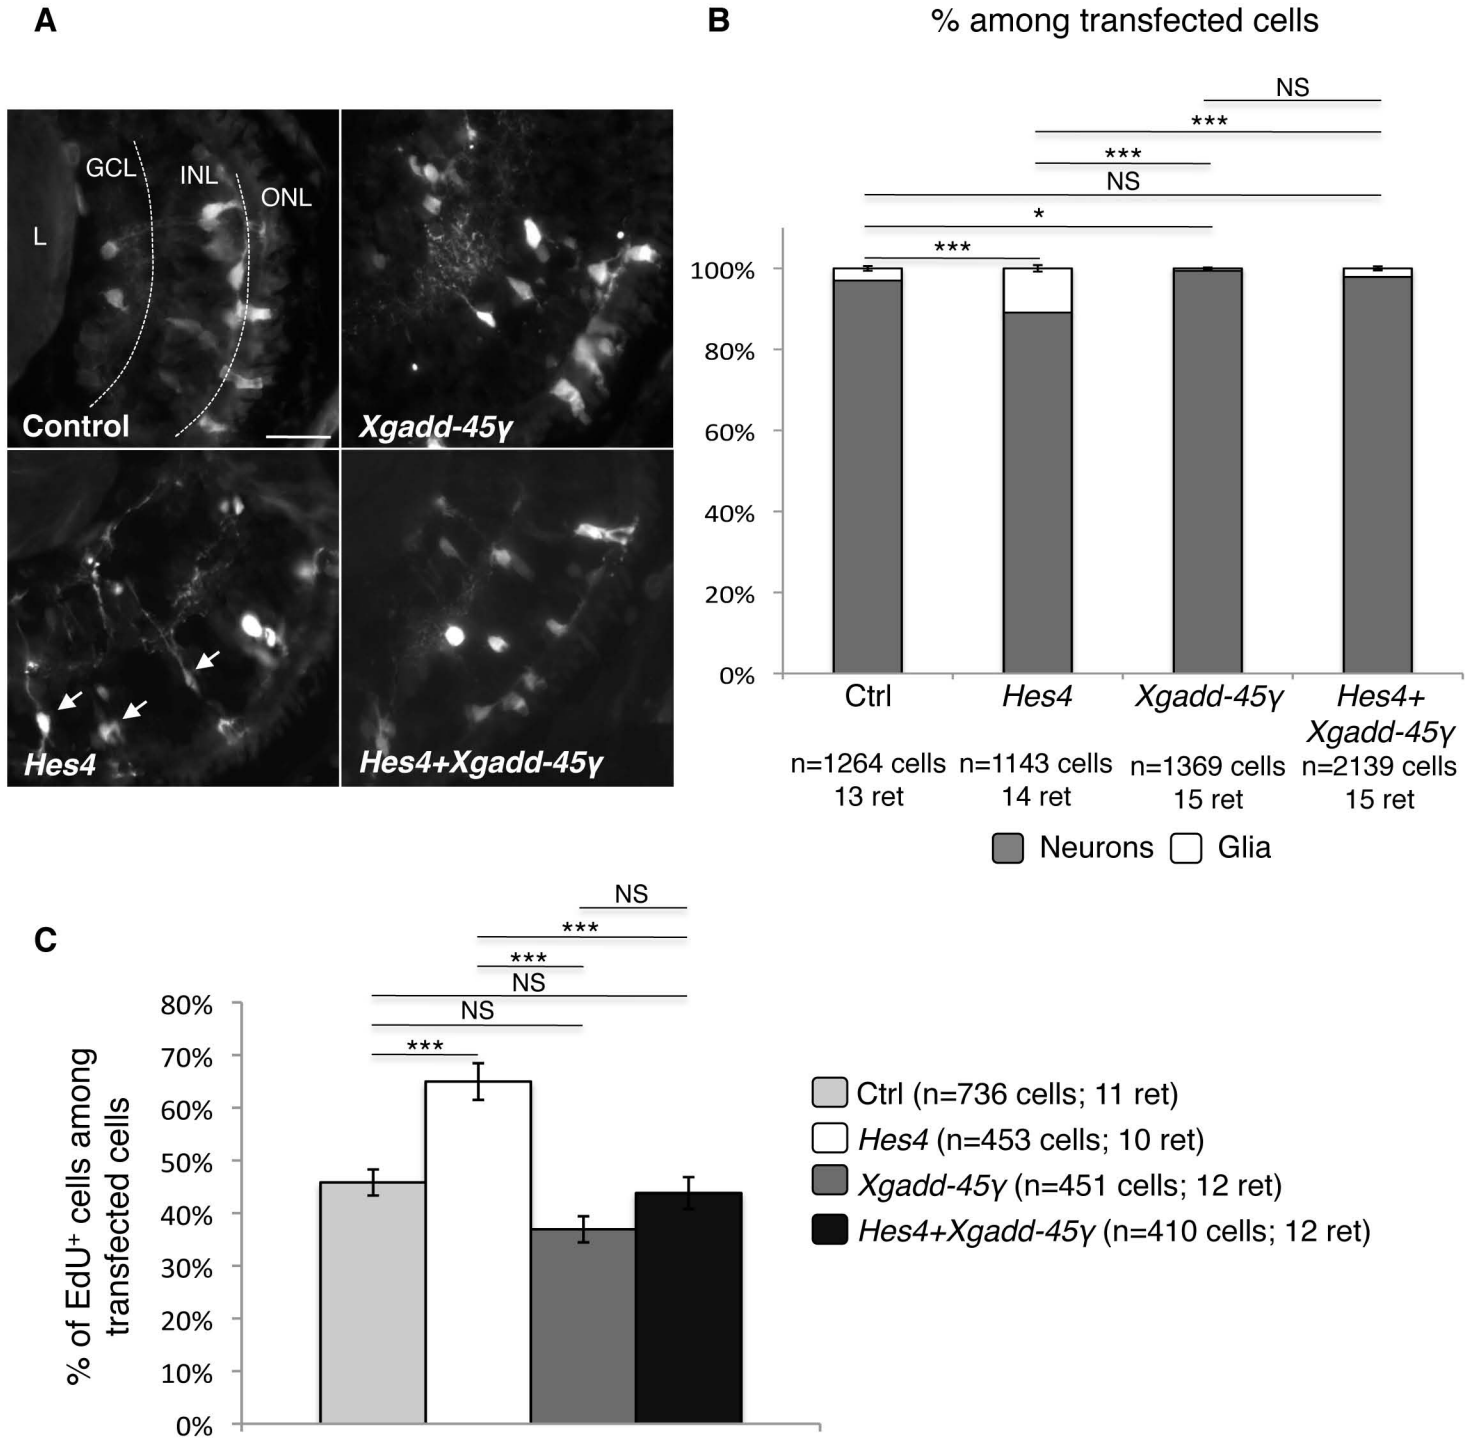 A
GCL
INL
ONL
L
Control
Xgadd-45γ
Hes4
Hes4+Xgadd-45γ
B
% among transfected cells
NS
***
***
NS
*
***
100%
80%
60%
40%
20%
0%
Ctrl
Hes4
Xgadd-45γ
Hes4+
Xgadd-45γ
n=1264 cells
13 ret
n=1143 cells
14 ret
n=1369 cells
15 ret
n=2139 cells
15 ret
Neurons
Glia
C
NS
***
***
NS
NS
***
% of EdU⁺ cells among
transfected cells
80%
70%
60%
50%
40%
30%
20%
10%
0%
Ctrl (n=736 cells; 11 ret)
Hes4 (n=453 cells; 10 ret)
Xgadd-45γ (n=451 cells; 12 ret)
Hes4+Xgadd-45γ (n=410 cells; 12 ret)